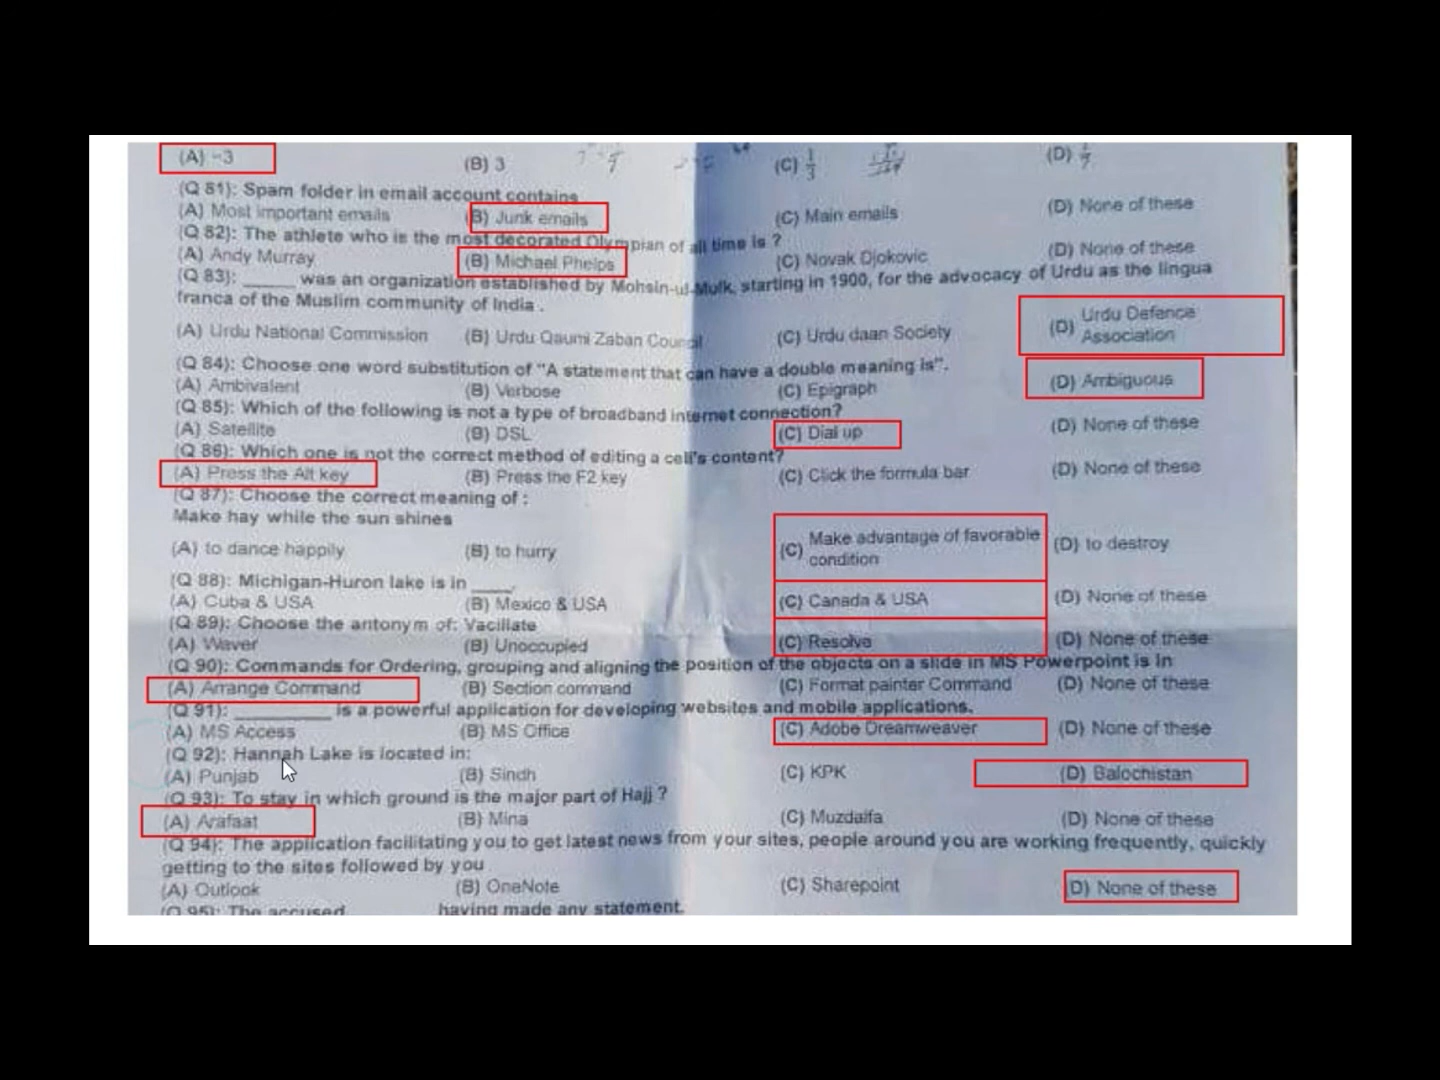 (A) -3 (B) 3 (C) 1/3 (D)
(Q 81): Spam folder in email account contains
(A) Most important emails (B) Junk emails (C) Main emails (D) None of these
(Q 82): The athlete who is the most decorated Olympian of all time is ?
(A) Andy Murray (B) Michael Phelps (C) Novak Djokovic (D) None of these
(Q 83): _____ was an organization established by Mohsin-ul-Mulk, starting in 1900, for the advocacy of Urdu as the lingua
franca of the Muslim community of India .
(A) Urdu National Commission (B) Urdu Qaumi Zaban Council (C) Urdu daan Society (D) Urdu Defence Association
(Q 84): Choose one word substitution of "A statement that can have a double meaning is".
(A) Ambivalent (B) Verbose (C) Epigraph (D) Ambiguous
(Q 85): Which of the following is not a type of broadband internet connection?
(A) Satellite (B) DSL (C) Dial up (D) None of these
(Q 86): Which one is not the correct method of editing a cell's content?
(A) Press the Alt key (B) Press the F2 key (C) Click the formula bar (D) None of these
(Q 87): Choose the correct meaning of :
Make hay while the sun shines
(A) to dance happily (B) to hurry (C) Make advantage of favorable condition (D) to destroy
(Q 88): Michigan-Huron lake is in ____.
(A) Cuba & USA (B) Mexico & USA (C) Canada & USA (D) None of these
(Q 89): Choose the antonym of: Vacillate
(A) Waver (B) Unoccupied (C) Resolve (D) None of these
(Q 90): Commands for Ordering, grouping and aligning the position of the objects on a slide in MS Powerpoint is in
(A) Arrange Command (B) Section command (C) Format painter Command (D) None of these
(Q 91): _________ is a powerful application for developing websites and mobile applications.
(A) MS Access (B) MS Office (C) Adobe Dreamweaver (D) None of these
(Q 92): Hannah Lake is located in:
(A) Punjab (B) Sindh (C) KPK (D) Balochistan
(Q 93): To stay in which ground is the major part of Hajj ?
(A) Arafaat (B) Mina (C) Muzdalfa (D) None of these
(Q 94): The application facilitating you to get latest news from your sites, people around you are working frequently, quickly
getting to the sites followed by you
(A) Outlook (B) OneNote (C) Sharepoint (D) None of these
(Q 95): The accused ______ having made any statement.